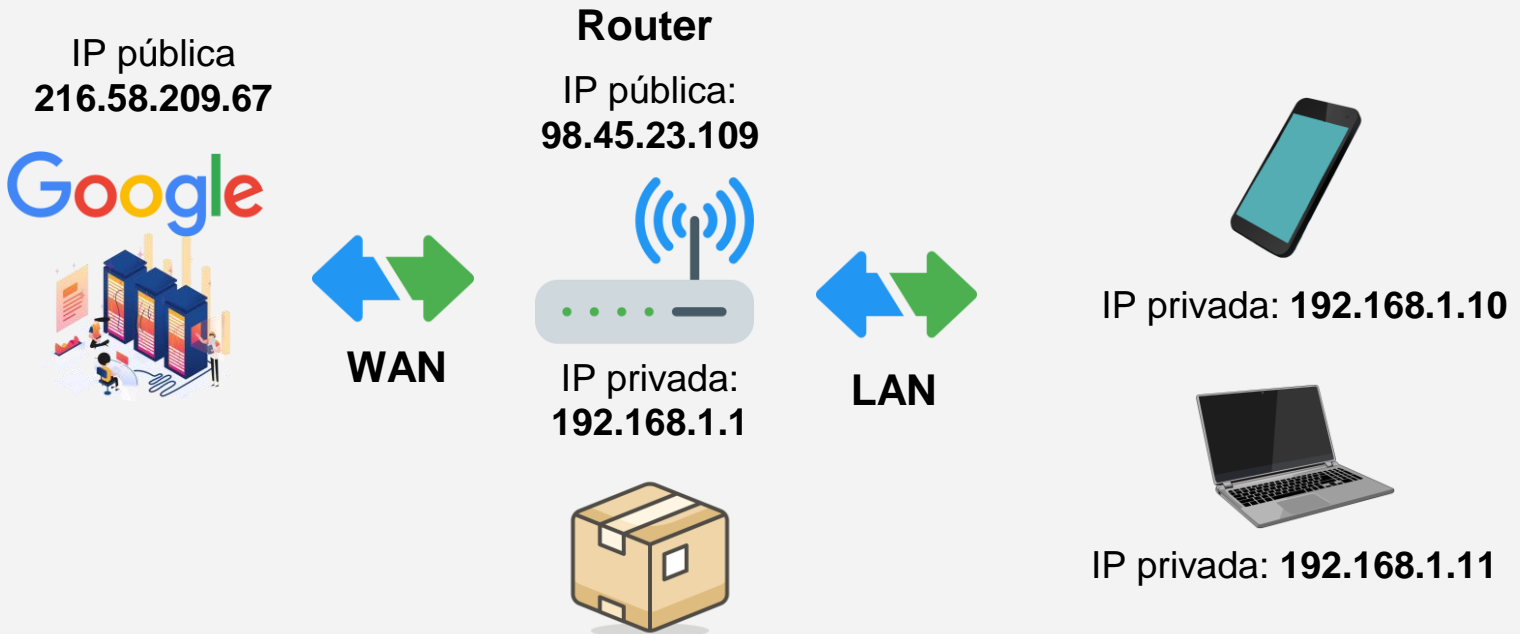 IP pública
216.58.209.67
Google
WAN
Router
IP pública:
98.45.23.109
IP privada:
192.168.1.1
LAN
IP privada: 192.168.1.10
IP privada: 192.168.1.11